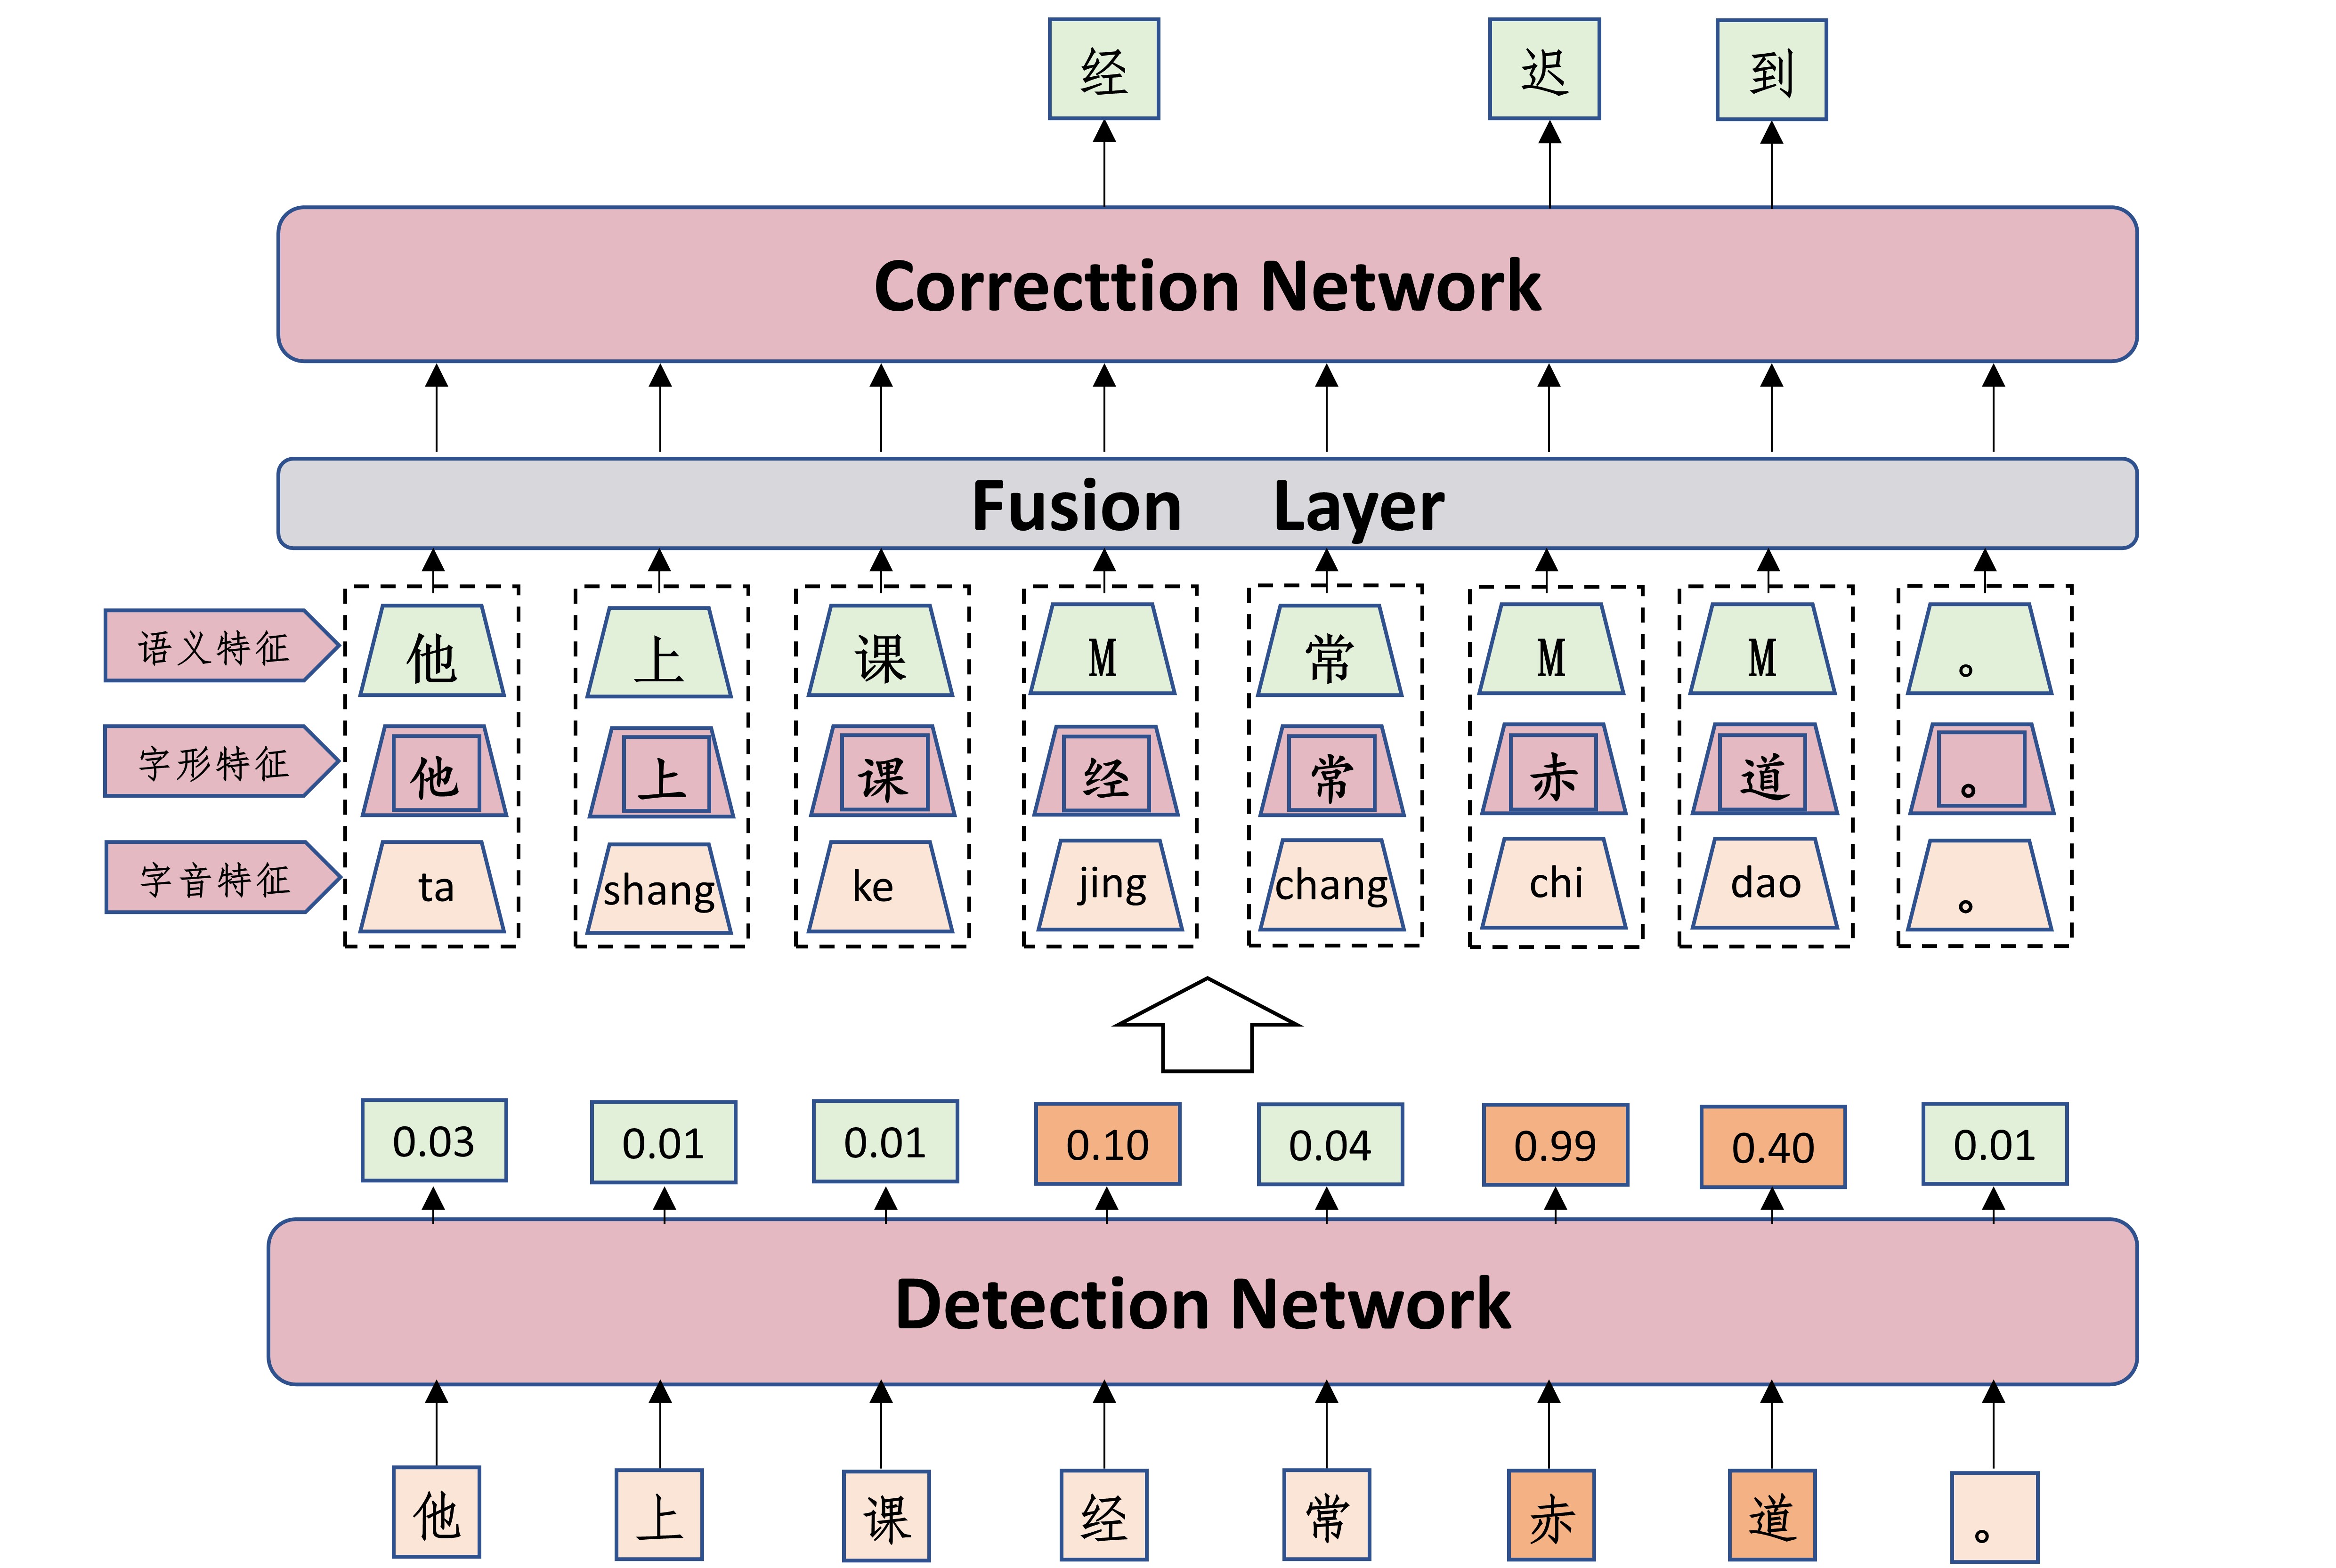 经 迟 到
Correcttion Network
Fusion Layer
语义特征 他 上 课 M 常 M M 。
字形特征 他 上 课 经 常 赤 道 。
字音特征 ta shang ke jing chang chi dao 。
0.03 0.01 0.01 0.10 0.04 0.99 0.40 0.01
Detection Network
他 上 课 经 常 赤 道 。